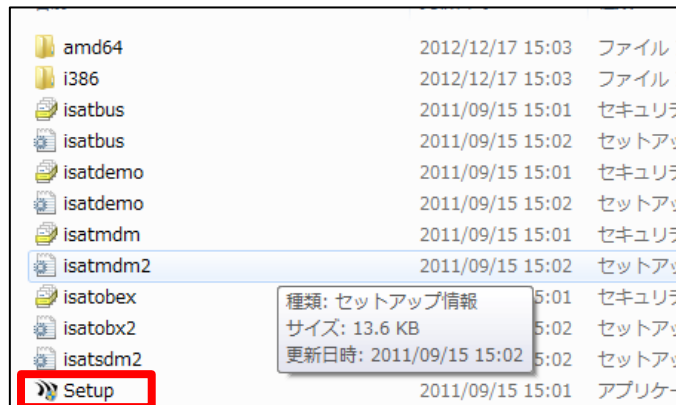 amd64 2012/12/17 15:03 ファイル
i386 2012/12/17 15:03 ファイル
isatbus 2011/09/15 15:01 セキュリテ
isatbus 2011/09/15 15:02 セットアッ
isatdemo 2011/09/15 15:01 セキュリテ
isatdemo 2011/09/15 15:02 セットアッ
isatmdm 2011/09/15 15:01 セキュリテ
isatmdm2 2011/09/15 15:02 セットアッ
isatobex 5:01 セキュリテ
種類: セットアップ情報
isatobx2 5:02 セットアッ
サイズ: 13.6 KB
isatsdm2 5:02 セットアッ
更新日時: 2011/09/15 15:02
Setup 2011/09/15 15:01 アプリケー